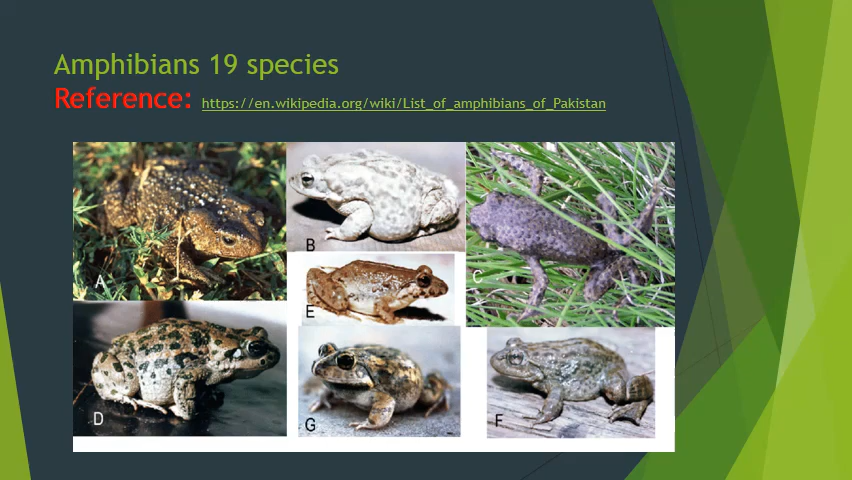 Amphibians 19 species
Reference: https://en.wikipedia.org/wiki/List_of_amphibians_of_Pakistan
A
B
C
E
D
G
F